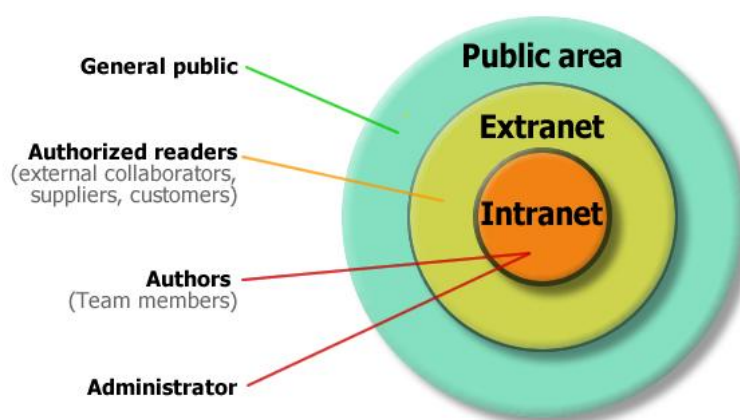 General public
Authorized readers
(external collaborators,
suppliers, customers)
Authors
(Team members)
Administrator
Public area
Extranet
Intranet